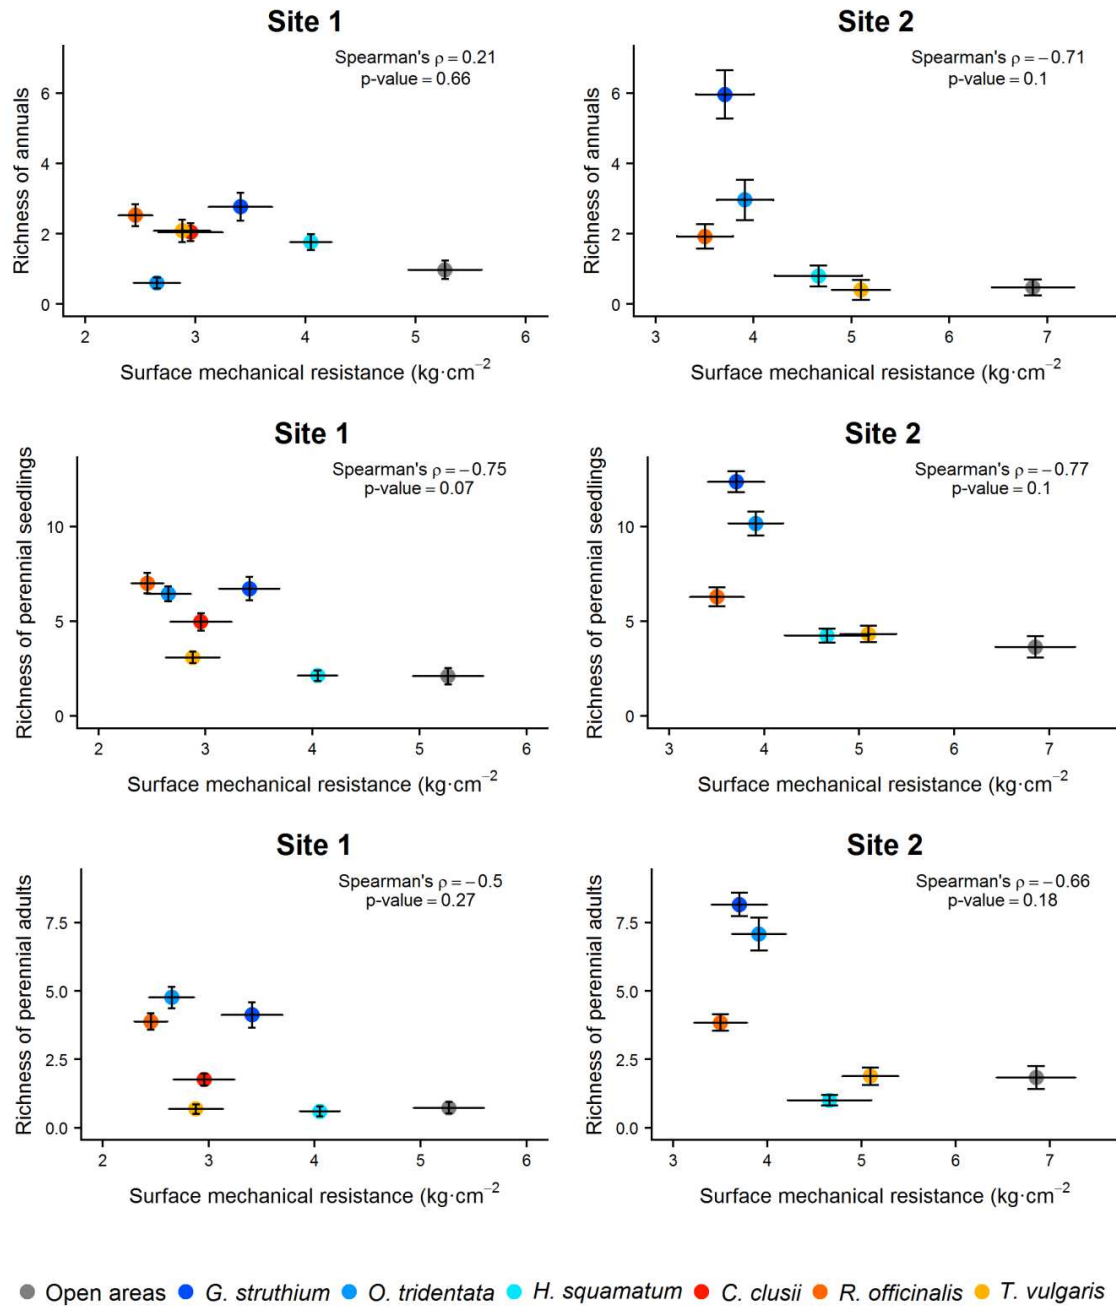 Site 1
Spearman's ρ = 0.21
p-value = 0.66
Richness of annuals
6
4
2
0
2 3 4 5 6
Surface mechanical resistance (kg·cm⁻²
Site 2
Spearman's ρ = −0.71
p-value = 0.1
Richness of annuals
6
4
2
0
3 4 5 6 7
Surface mechanical resistance (kg·cm⁻²
Site 1
Spearman's ρ = −0.75
p-value = 0.07
Richness of perennial seedlings
10
5
0
2 3 4 5 6
Surface mechanical resistance (kg·cm⁻²
Site 2
Spearman's ρ = −0.77
p-value = 0.1
Richness of perennial seedlings
10
5
0
3 4 5 6 7
Surface mechanical resistance (kg·cm⁻²
Site 1
Spearman's ρ = −0.5
p-value = 0.27
Richness of perennial adults
7.5
5.0
2.5
0.0
2 3 4 5 6
Surface mechanical resistance (kg·cm⁻²
Site 2
Spearman's ρ = −0.66
p-value = 0.18
Richness of perennial adults
7.5
5.0
2.5
0.0
3 4 5 6 7
Surface mechanical resistance (kg·cm⁻²
Open areas G. struthium O. tridentata H. squamatum C. clusii R. officinalis T. vulgaris